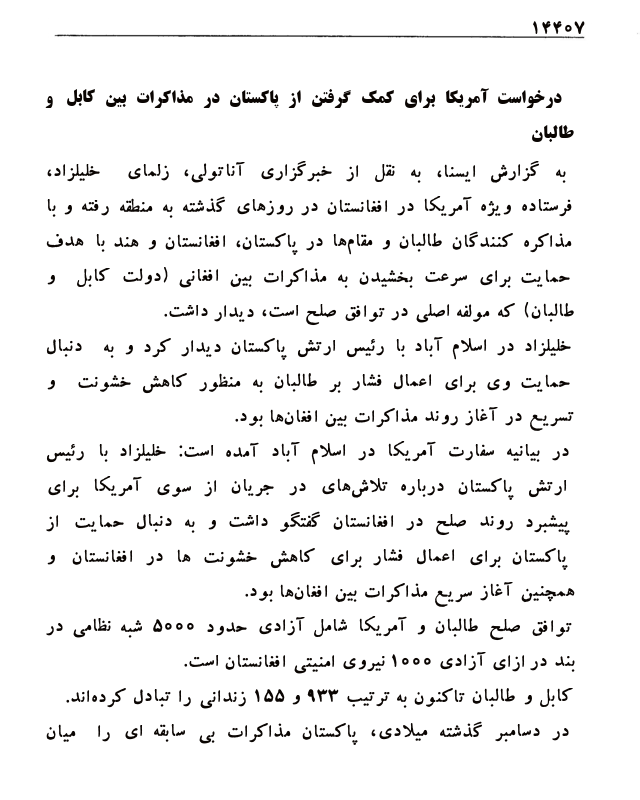 ۱۴۴۰۷
درخواست آمریکا برای کمک گرفتن از پاکستان در مذاکرات بین کابل و
طالبان
به گزارش ایسنا، به نقل از خبرگزاری آناتولی، زلمای خلیلزاد،
فرستاده ویژه آمریکا در افغانستان در روزهای گذشته به منطقه رفته و با
مذاکره کنندگان طالبان و مقام‌ها در پاکستان، افغانستان و هند با هدف
حمایت برای سرعت بخشیدن به مذاکرات بین افغانی (دولت کابل و
طالبان) که مولفه اصلی در توافق صلح است، دیدار داشت.
خلیلزاد در اسلام آباد با رئیس ارتش پاکستان دیدار کرد و به دنبال
حمایت وی برای اعمال فشار بر طالبان به منظور کاهش خشونت و
تسریع در آغاز روند مذاکرات بین افغان‌ها بود.
در بیانیه سفارت آمریکا در اسلام آباد آمده است: خلیلزاد با رئیس
ارتش پاکستان درباره تلاش‌های در جریان از سوی آمریکا برای
پیشبرد روند صلح در افغانستان گفتگو داشت و به دنبال حمایت از
پاکستان برای اعمال فشار برای کاهش خشونت ها در افغانستان و
همچنین آغاز سریع مذاکرات بین افغان‌ها بود.
توافق صلح طالبان و آمریکا شامل آزادی حدود ۵۰۰۰ شبه نظامی در
بند در ازای آزادی ۱۰۰۰ نیروی امنیتی افغانستان است.
کابل و طالبان تاکنون به ترتیب ۹۳۳ و ۱۵۵ زندانی را تبادل کرده‌اند.
در دسامبر گذشته میلادی، پاکستان مذاکرات بی سابقه ای را میان